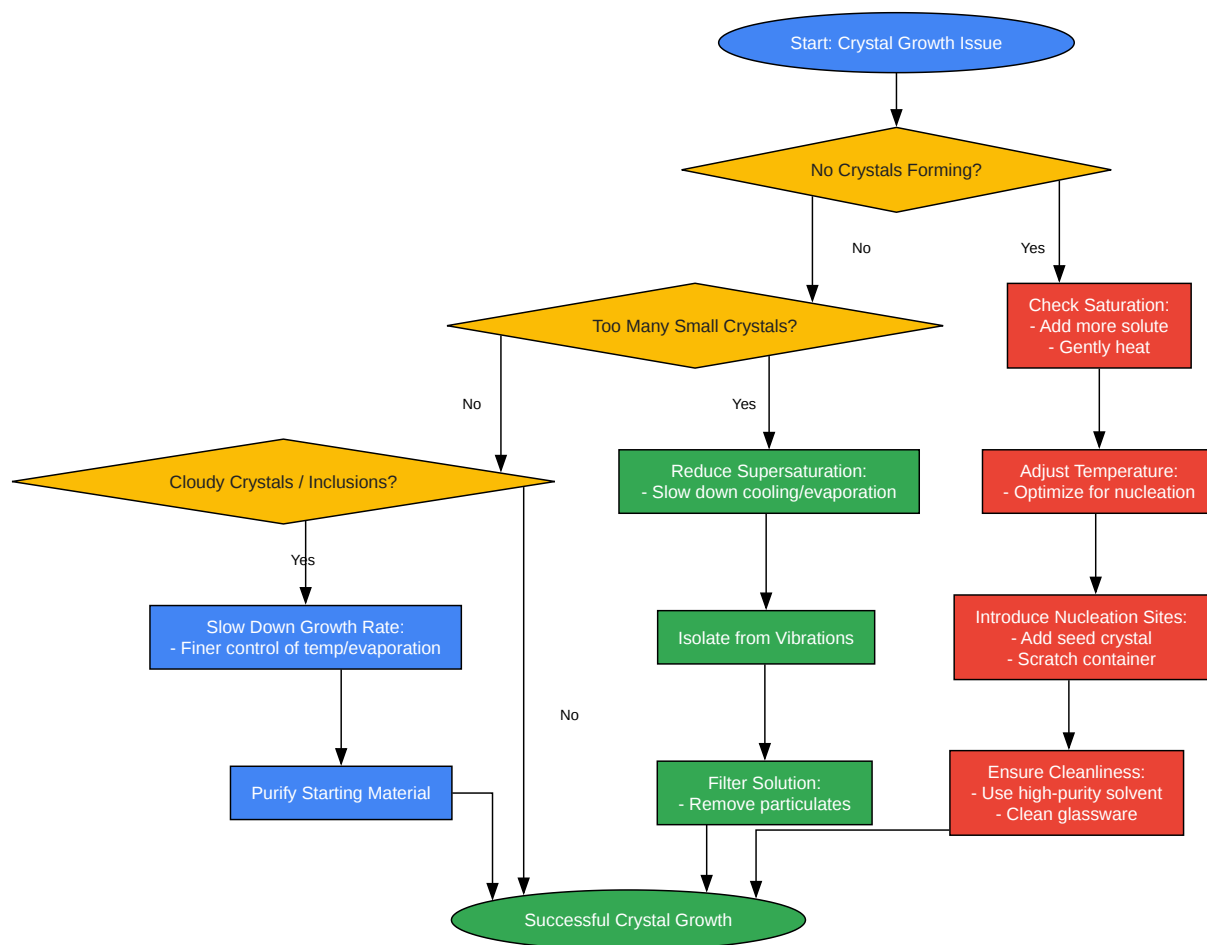 Start: Crystal Growth Issue
No Crystals Forming?
No
Yes
Too Many Small Crystals?
Check Saturation:
- Add more solute
- Gently heat
No
Yes
Cloudy Crystals / Inclusions?
Reduce Supersaturation:
- Slow down cooling/evaporation
Adjust Temperature:
- Optimize for nucleation
Yes
Slow Down Growth Rate:
- Finer control of temp/evaporation
Isolate from Vibrations
Introduce Nucleation Sites:
- Add seed crystal
- Scratch container
No
Purify Starting Material
Filter Solution:
- Remove particulates
Ensure Cleanliness:
- Use high-purity solvent
- Clean glassware
Successful Crystal Growth